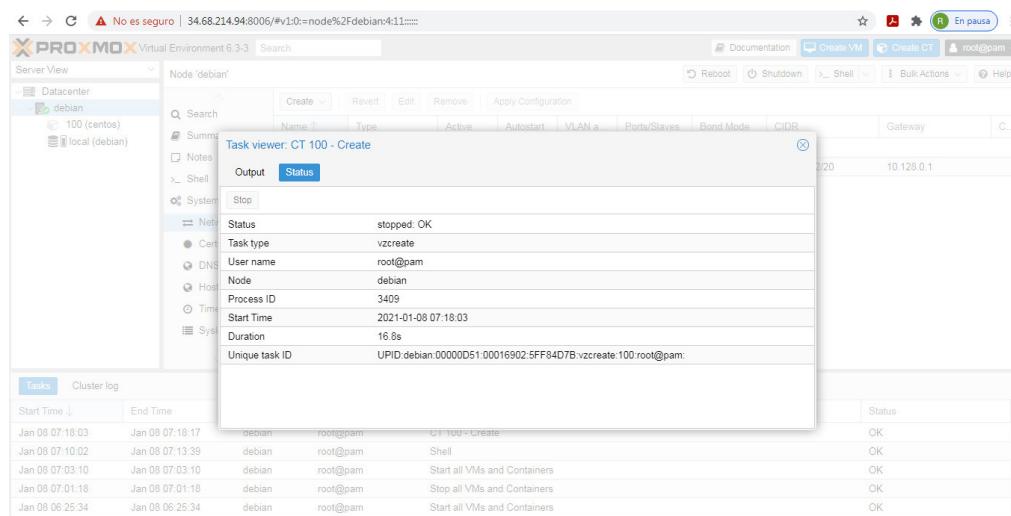 No es seguro | 34.68.214.94:8006/#v1:0:=node%2Fdebian:4:11::::::
R En pausa
PROXMOX Virtual Environment 6.3-3 Search Documentation Create VM Create CT root@pam
Server View Node 'debian' Reboot Shutdown >_ Shell Bulk Actions Help
Datacenter
debian
100 (centos)
local (debian)
Search
Summa
Notes
>_ Shell
System
Netw
Cert
DNS
Host
Time
Sys
Create Revert Edit Remove Apply Configuration
Name Type Active Autostart VLAN a... Ports/Slaves Bond Mode CIDR Gateway C..
2/20 10.128.0.1
Task viewer: CT 100 - Create
Output Status
Stop
Status stopped: OK
Task type vzcreate
User name root@pam
Node debian
Process ID 3409
Start Time 2021-01-08 07:18:03
Duration 16.8s
Unique task ID UPID:debian:00000D51:00016902:5FF84D7B:vzcreate:100:root@pam:
Tasks Cluster log
Start Time ↓ End Time Status
Jan 08 07:18:03 Jan 08 07:18:17 debian root@pam CT 100 - Create OK
Jan 08 07:10:02 Jan 08 07:13:39 debian root@pam Shell OK
Jan 08 07:03:10 Jan 08 07:03:10 debian root@pam Start all VMs and Containers OK
Jan 08 07:01:18 Jan 08 07:01:18 debian root@pam Stop all VMs and Containers OK
Jan 08 06:25:34 Jan 08 06:25:34 debian root@pam Start all VMs and Containers OK